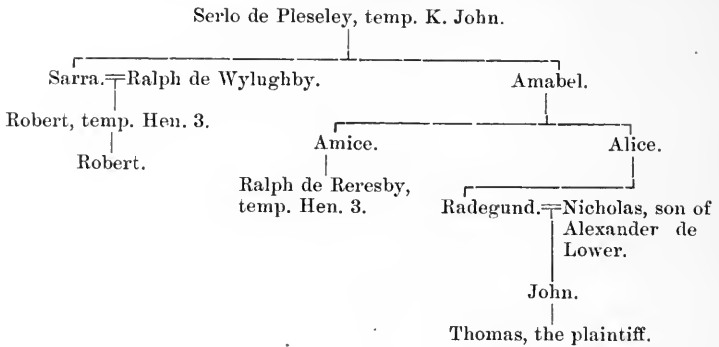 Serlo de Pleseley, temp. K. John.
Sarra.=Ralph de Wylughby.
Amabel.
Robert, temp. Hen. 3.
Amice.
Alice.
Robert.
Ralph de Reresby,
temp. Hen. 3.
Radegund.=Nicholas, son of
Alexander de
Lower.
John.
Thomas, the plaintiff.